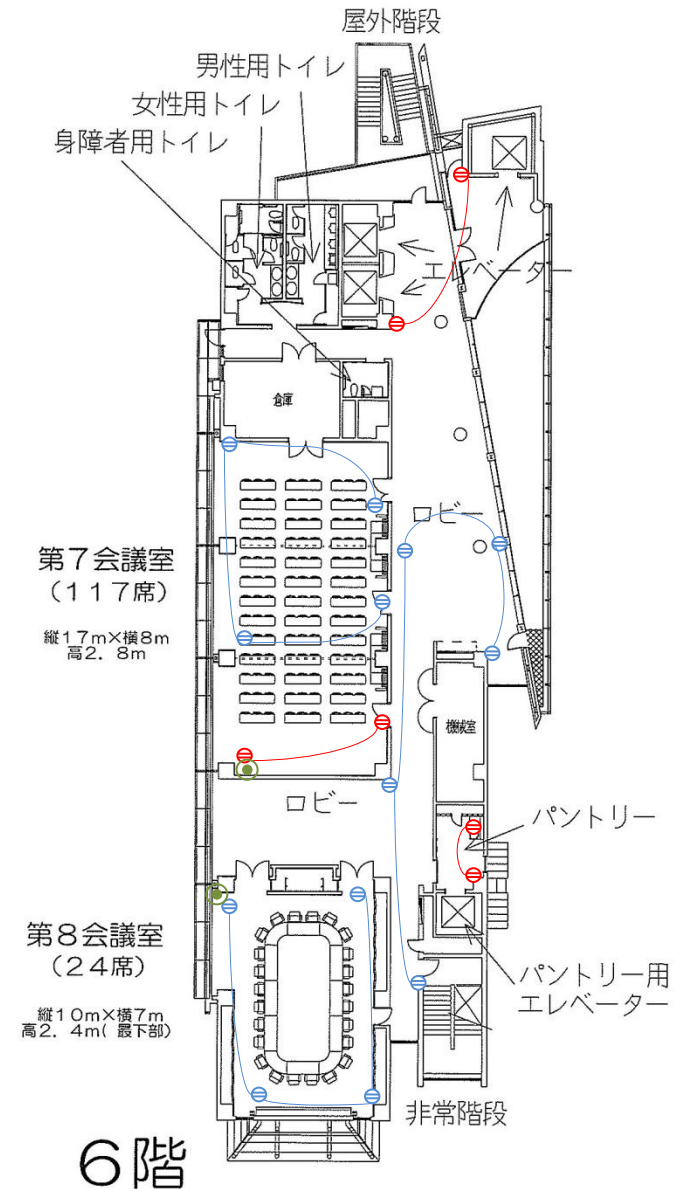 屋外階段
男性用トイレ
女性用トイレ
身障者用トイレ
エレベーター
倉庫
ロビー
第7会議室
(117席)
縦17m×横8m
高2.8m
機械室
ロビー
パントリー
第8会議室
(24席)
縦10m×横7m
高2.4m(最下部)
パントリー用
エレベーター
非常階段
6階